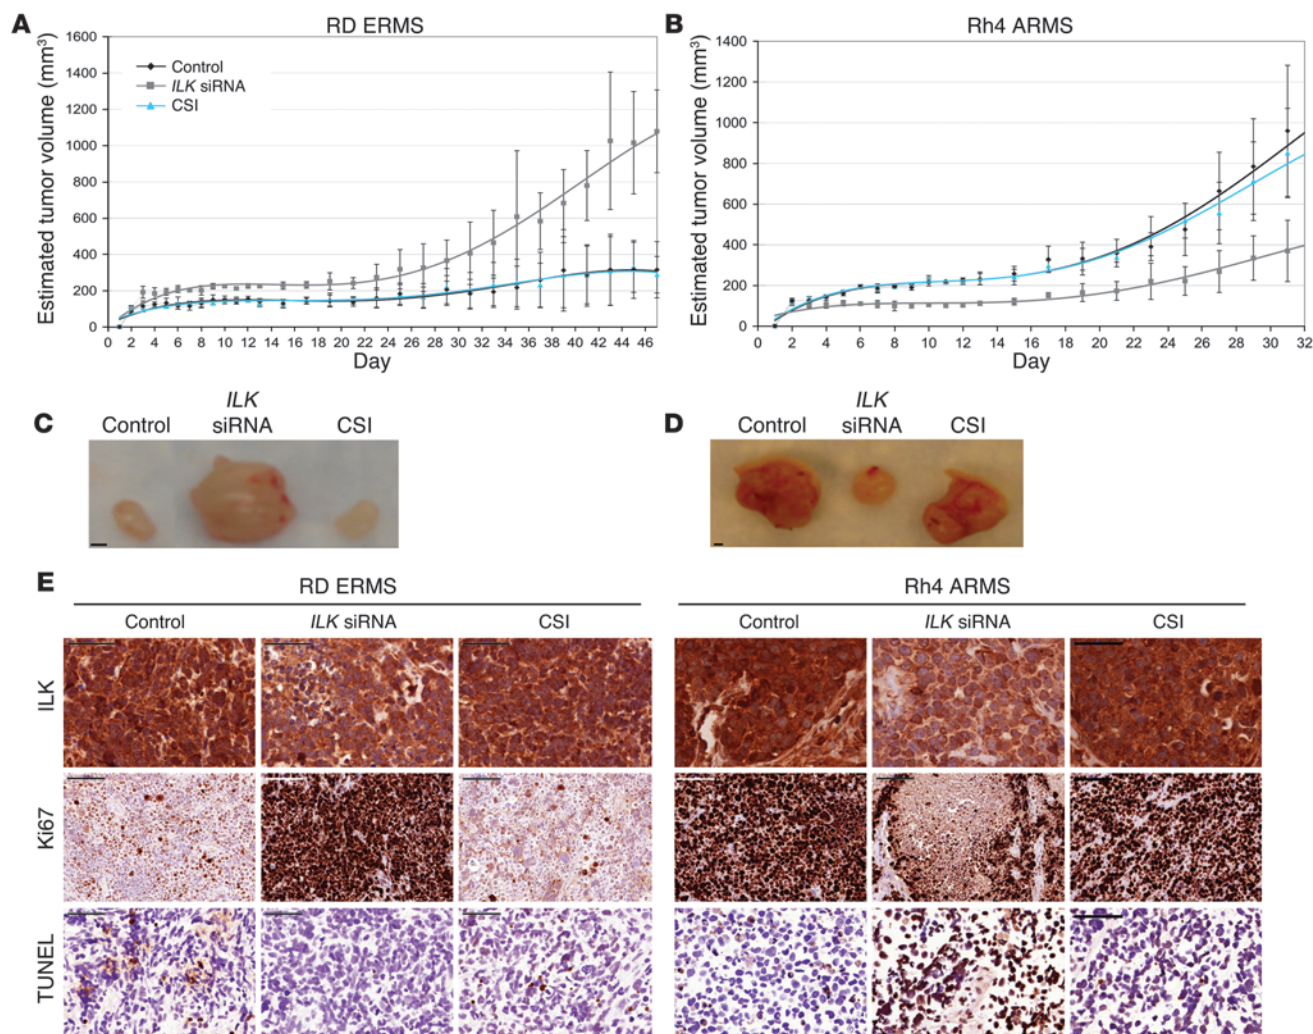 A
RD ERMS
Estimated tumor volume (mm³)
1600
1400
1200
1000
800
600
400
200
0
Control
ILK siRNA
CSI
0 2 4 6 8 10 12 14 16 18 20 22 24 26 28 30 32 34 36 38 40 42 44 46
Day
B
Rh4 ARMS
Estimated tumor volume (mm³)
1400
1200
1000
800
600
400
200
0
0 2 4 6 8 10 12 14 16 18 20 22 24 26 28 30 32
Day
C
Control
ILK
siRNA
CSI
D
Control
ILK
siRNA
CSI
E
RD ERMS
Rh4 ARMS
Control ILK siRNA CSI
Control ILK siRNA CSI
ILK
Ki67
TUNEL